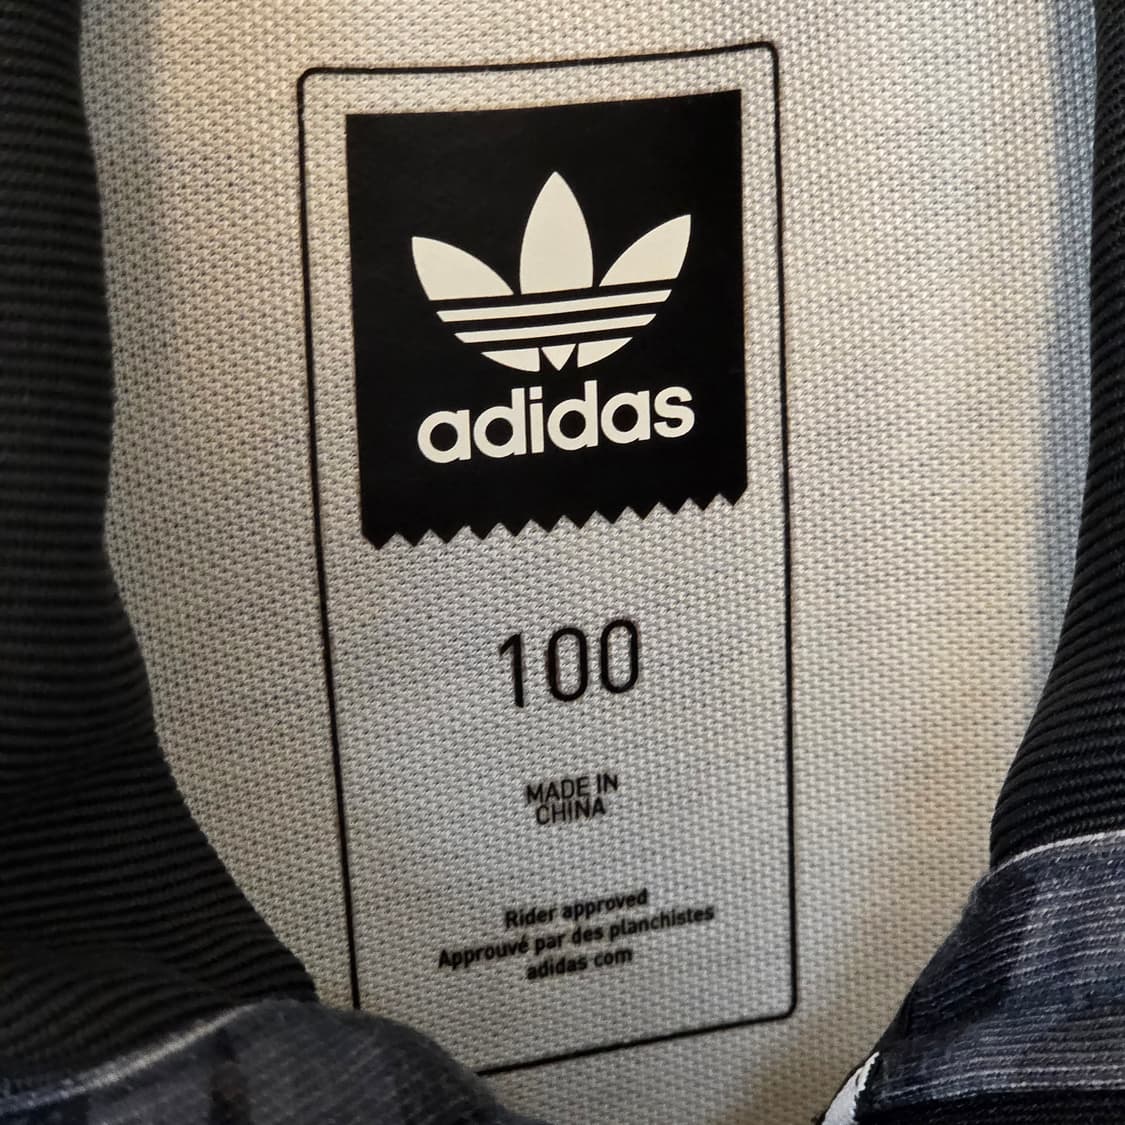 adidas
100
MADE IN
CHINA
Rider approved
Approuvé par des planchistes
adidas com